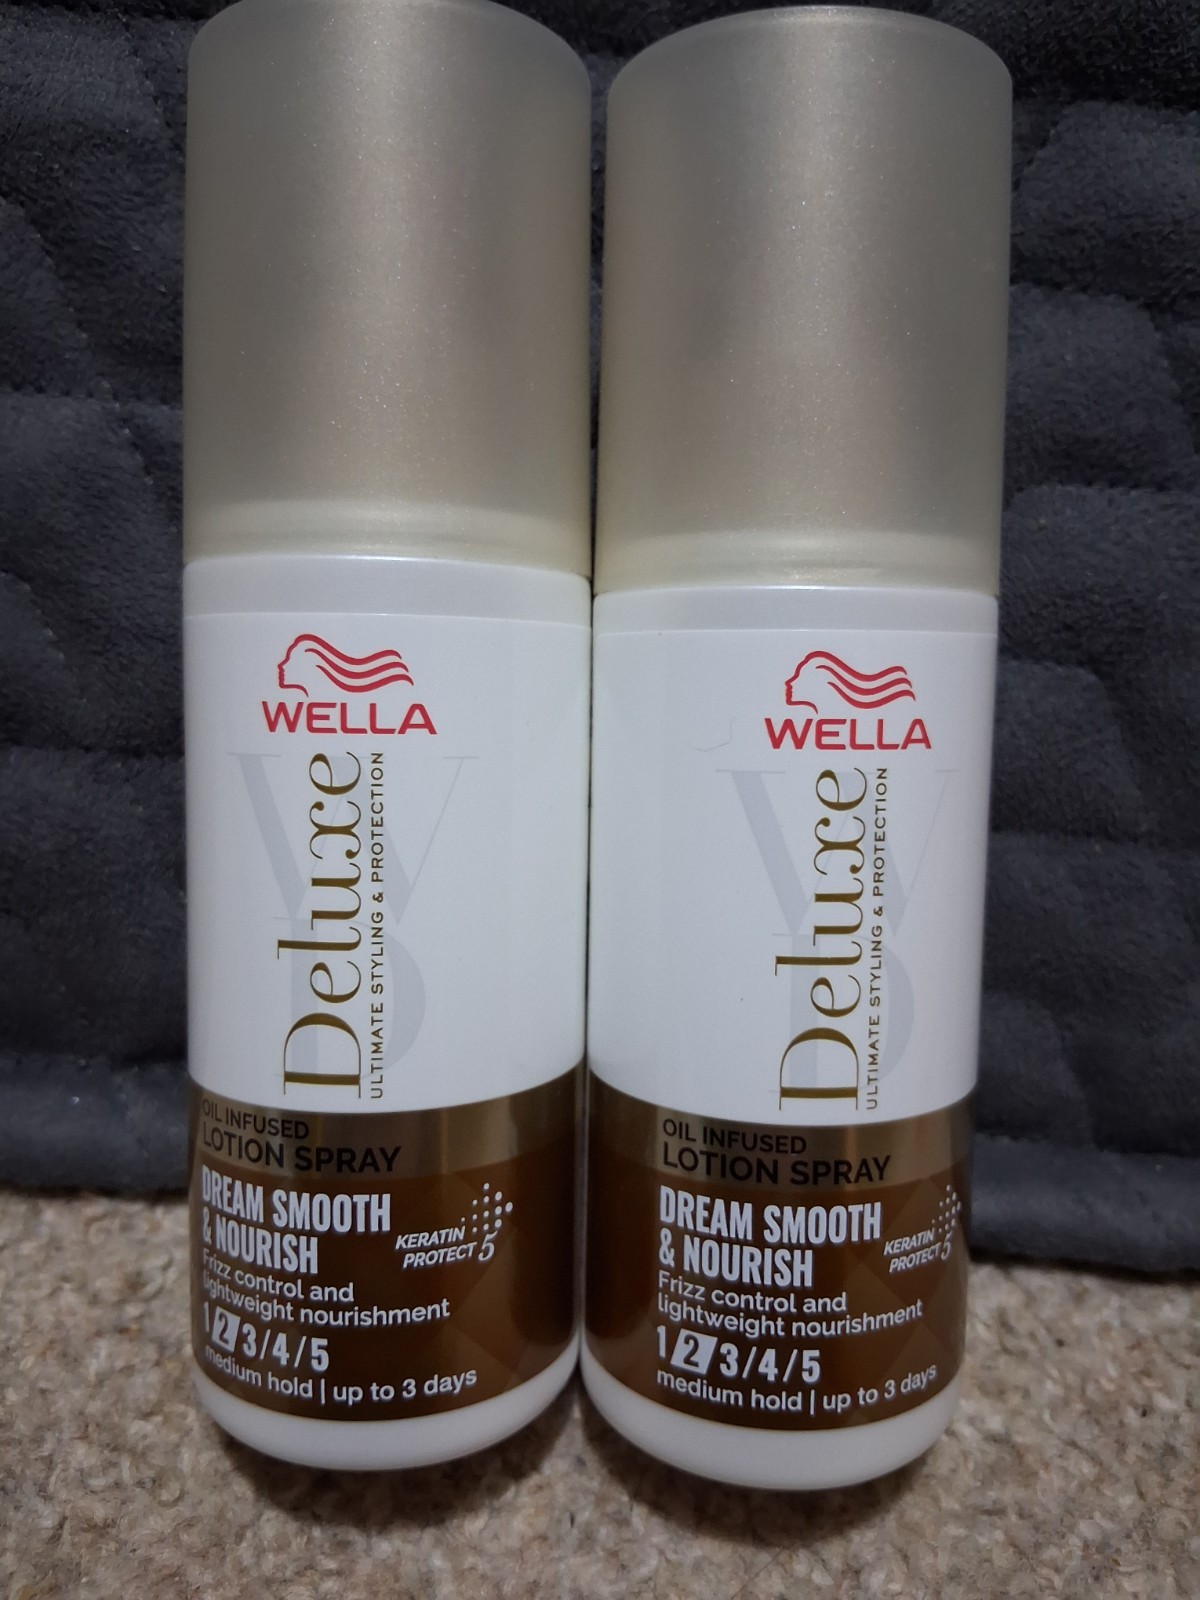 WELLA
Deluxe
ULTIMATE STYLING & PROTECTION
WD
OIL INFUSED
LOTION SPRAY
DREAM SMOOTH
& NOURISH
KERATIN
PROTECT 5
Frizz control and
lightweight nourishment
1 2 3/4/5
medium hold | up to 3 days
WELLA
Deluxe
ULTIMATE STYLING & PROTECTION
WD
OIL INFUSED
LOTION SPRAY
DREAM SMOOTH
& NOURISH
KERATIN
PROTECT 5
Frizz control and
lightweight nourishment
1 2 3/4/5
medium hold | up to 3 days